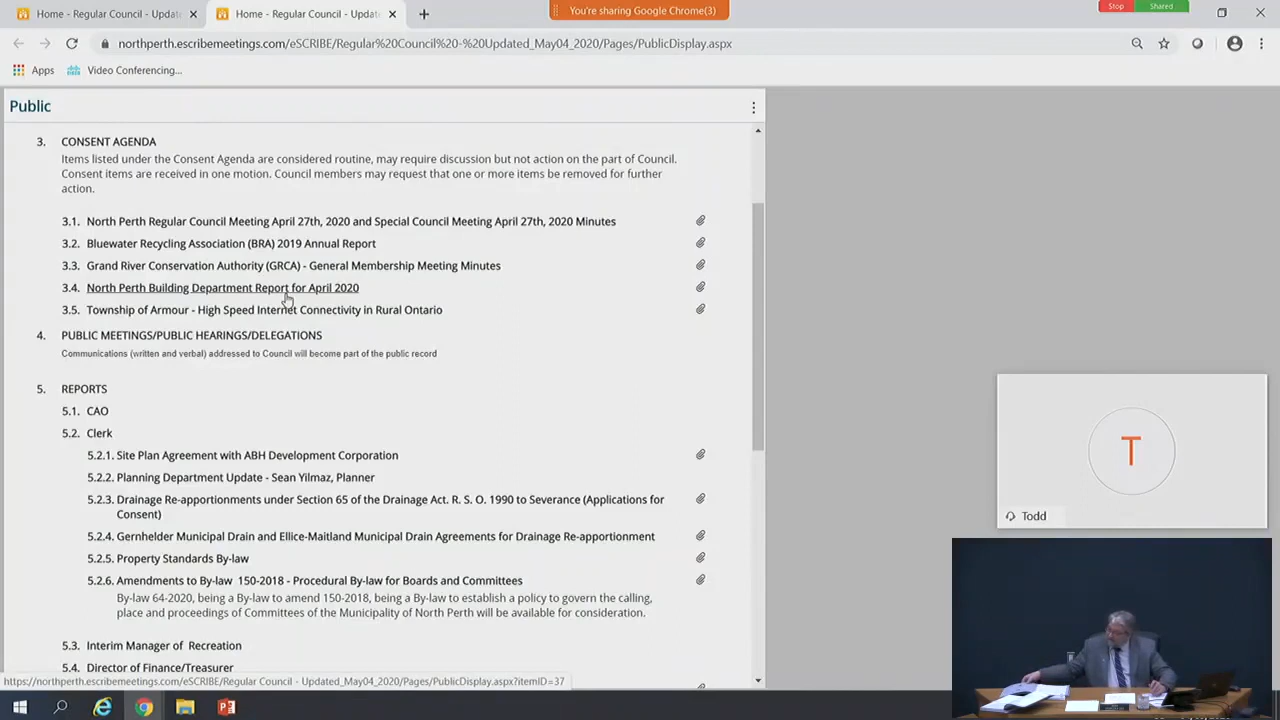 Home - Regular Council - Updat
Home - Regular Council - Updat
You're sharing Google Chrome(3)
Stop
Shared
northperth.escribemeetings.com/eSCRIBE/Regular%20Council%20-%20Updated_May04_2020/Pages/PublicDisplay.aspx
Apps
Video Conferencing...
Public
3. CONSENT AGENDA
Items listed under the Consent Agenda are considered routine, may require discussion but not action on the part of Council.
Consent items are received in one motion. Council members may request that one or more items be removed for further
action.
3.1. North Perth Regular Council Meeting April 27th, 2020 and Special Council Meeting April 27th, 2020 Minutes
3.2. Bluewater Recycling Association (BRA) 2019 Annual Report
3.3. Grand River Conservation Authority (GRCA) - General Membership Meeting Minutes
3.4. North Perth Building Department Report for April 2020
3.5. Township of Armour - High Speed Internet Connectivity in Rural Ontario
4. PUBLIC MEETINGS/PUBLIC HEARINGS/DELEGATIONS
Communications (written and verbal) addressed to Council will become part of the public record
5. REPORTS
5.1. CAO
5.2. Clerk
5.2.1. Site Plan Agreement with ABH Development Corporation
5.2.2. Planning Department Update - Sean Yilmaz, Planner
5.2.3. Drainage Re-apportionments under Section 65 of the Drainage Act. R. S. O. 1990 to Severance (Applications for
Consent)
5.2.4. Gernhelder Municipal Drain and Ellice-Maitland Municipal Drain Agreements for Drainage Re-apportionment
5.2.5. Property Standards By-law
5.2.6. Amendments to By-law 150-2018 - Procedural By-law for Boards and Committees
By-law 64-2020, being a By-law to amend 150-2018, being a By-law to establish a policy to govern the calling,
place and proceedings of Committees of the Municipality of North Perth will be available for consideration.
5.3. Interim Manager of Recreation
5.4. Director of Finance/Treasurer
https://northperth.escribemeetings.com/eSCRIBE/Regular Council - Updated_May04_2020/Pages/PublicDisplay.aspx?itemID=37
T
Todd